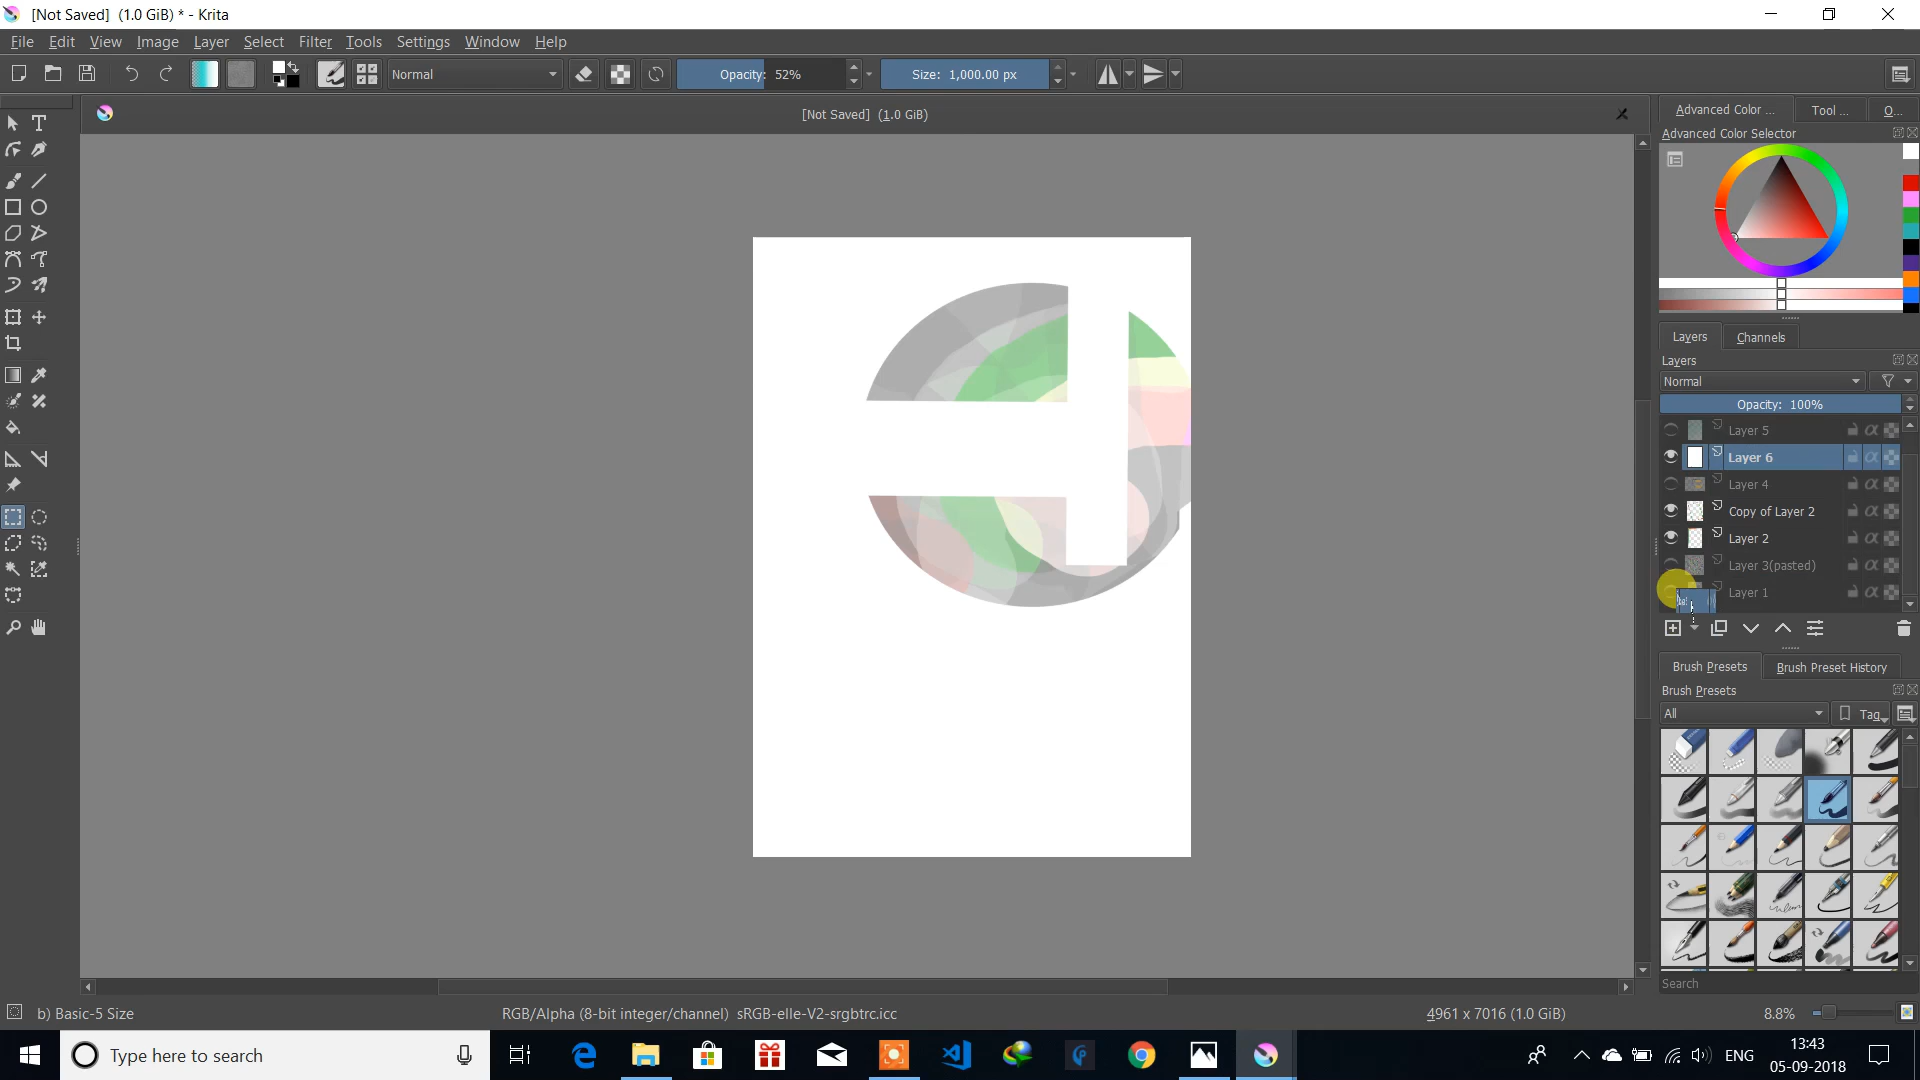 [Not Saved]  (1.0 GiB) * - Krita
File Edit View Image Layer Select Filter Tools Settings Window Help
Normal
Opacity: 52%
Size: 1,000.00 px
[Not Saved]  (1.0 GiB)
Advanced Color ...
Tool ...
O...
Advanced Color Selector
Layers
Channels
Layers
Normal
Opacity: 100%
Layer 5
Layer 6
Layer 4
Copy of Layer 2
Layer 2
Layer 3(pasted)
Layer 1
Brush Presets
Brush Preset History
Brush Presets
All
Tag
Search
b) Basic-5 Size
RGB/Alpha (8-bit integer/channel)  sRGB-elle-V2-srgbtrc.icc
4961 x 7016 (1.0 GiB)
8.8%
Type here to search
ENG
13:43
05-09-2018